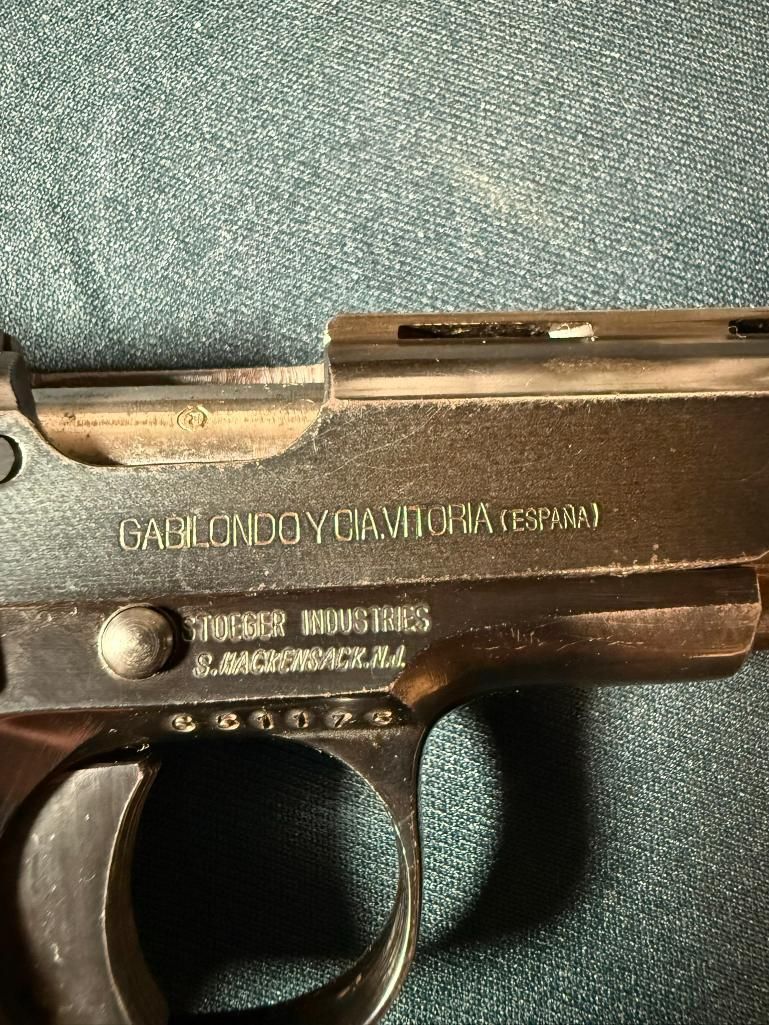 GABILONDO Y CIA. VITORIA (ESPAÑA)
STOEGER INDUSTRIES
S. HACKENSACK. N.J.